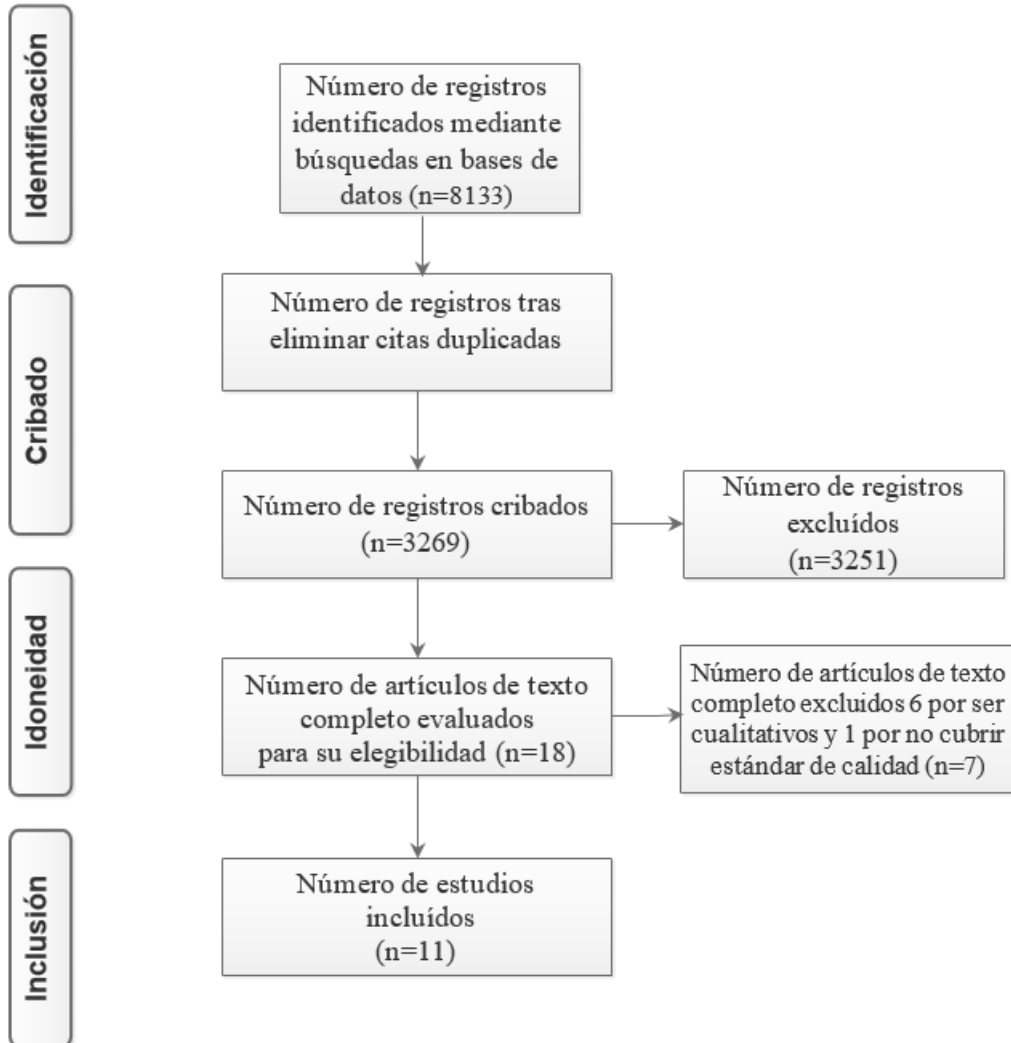 Identificación
Número de registros
identificados mediante
búsquedas en bases de
datos (n=8133)
Cribado
Número de registros tras
eliminar citas duplicadas
Número de registros cribados
(n=3269)
Número de registros
excluídos
(n=3251)
Idoneidad
Número de artículos de texto
completo evaluados
para su elegibilidad (n=18)
Número de artículos de texto
completo excluidos 6 por ser
cualitativos y 1 por no cubrir
estándar de calidad (n=7)
Inclusión
Número de estudios
incluídos
(n=11)